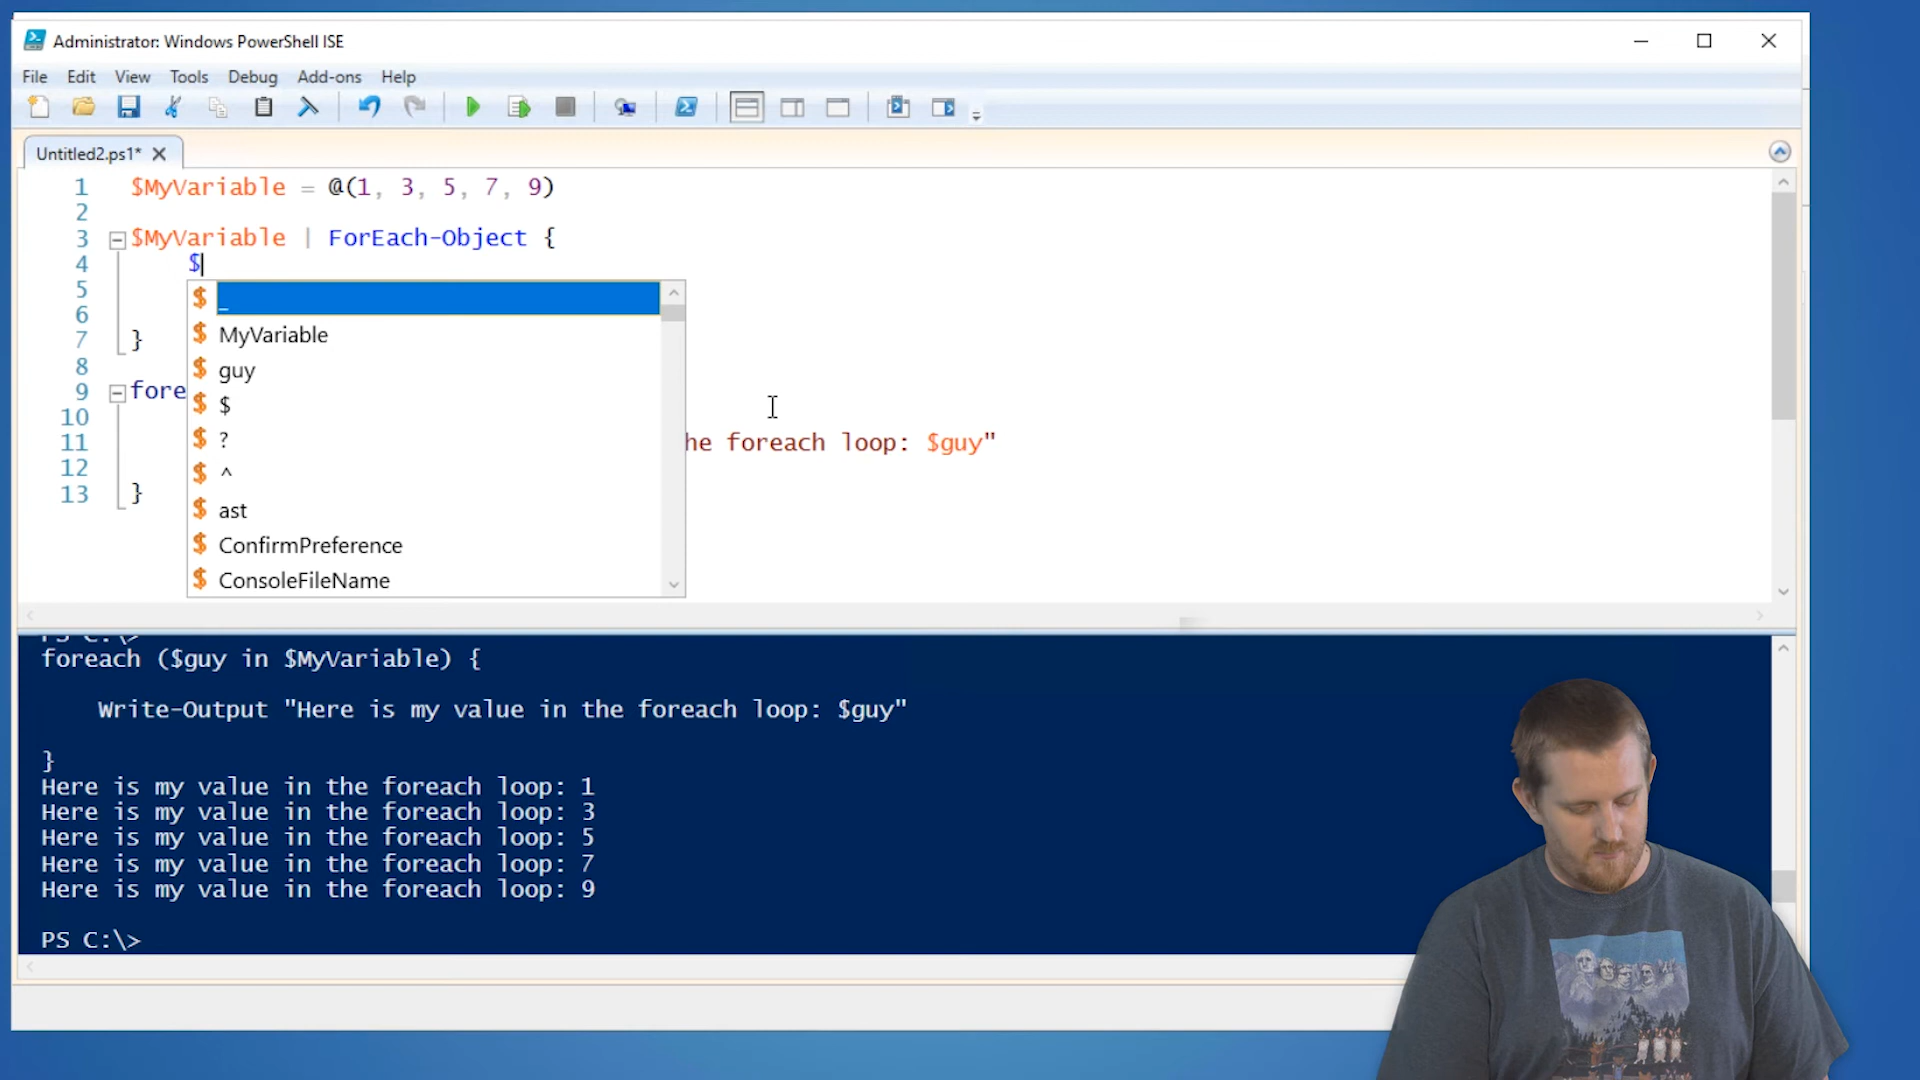 Administrator: Windows PowerShell ISE
File Edit View Tools Debug Add-ons Help
Untitled2.ps1*
1 $MyVariable = @(1, 3, 5, 7, 9)
2
3 $MyVariable | ForEach-Object {
4 $
5
6
7 }
8
9 fore
10
11 he foreach loop: $guy"
12
13 }
$ _
$ MyVariable
$ guy
$ $
$ ?
$ ^
$ ast
$ ConfirmPreference
$ ConsoleFileName
PS C:\>
foreach ($guy in $MyVariable) {
Write-Output "Here is my value in the foreach loop: $guy"
}
Here is my value in the foreach loop: 1
Here is my value in the foreach loop: 3
Here is my value in the foreach loop: 5
Here is my value in the foreach loop: 7
Here is my value in the foreach loop: 9
PS C:\>